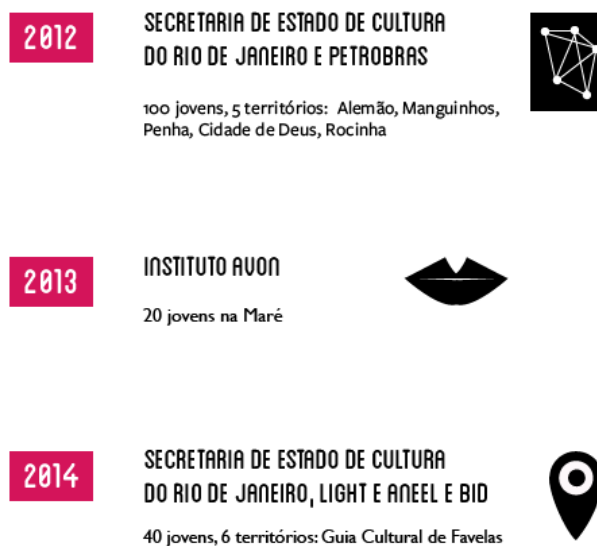 2012
SECRETARIA DE ESTADO DE CULTURA
DO RIO DE JANEIRO E PETROBRAS
100 jovens, 5 territórios: Alemão, Manguinhos,
Penha, Cidade de Deus, Rocinha
2013
INSTITUTO AVON
20 jovens na Maré
2014
SECRETARIA DE ESTADO DE CULTURA
DO RIO DE JANEIRO, LIGHT E ANEEL E BID
40 jovens, 6 territórios: Guia Cultural de Favelas